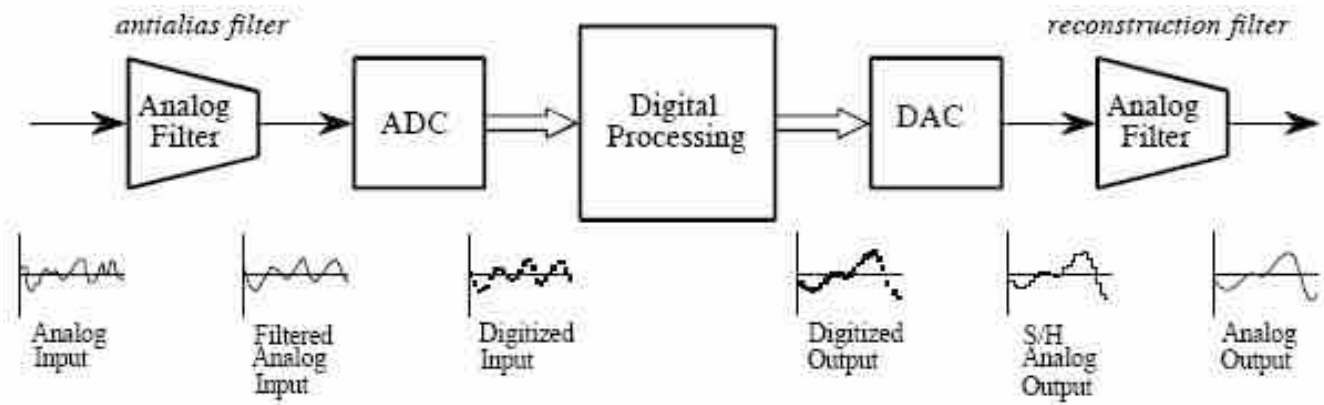 antialias filter
reconstruction filter
Analog
Filter
ADC
Digital
Processing
DAC
Analog
Filter
Analog
Input
Filtered
Analog
Input
Digitized
Input
Digitized
Output
S/H
Analog
Output
Analog
Output